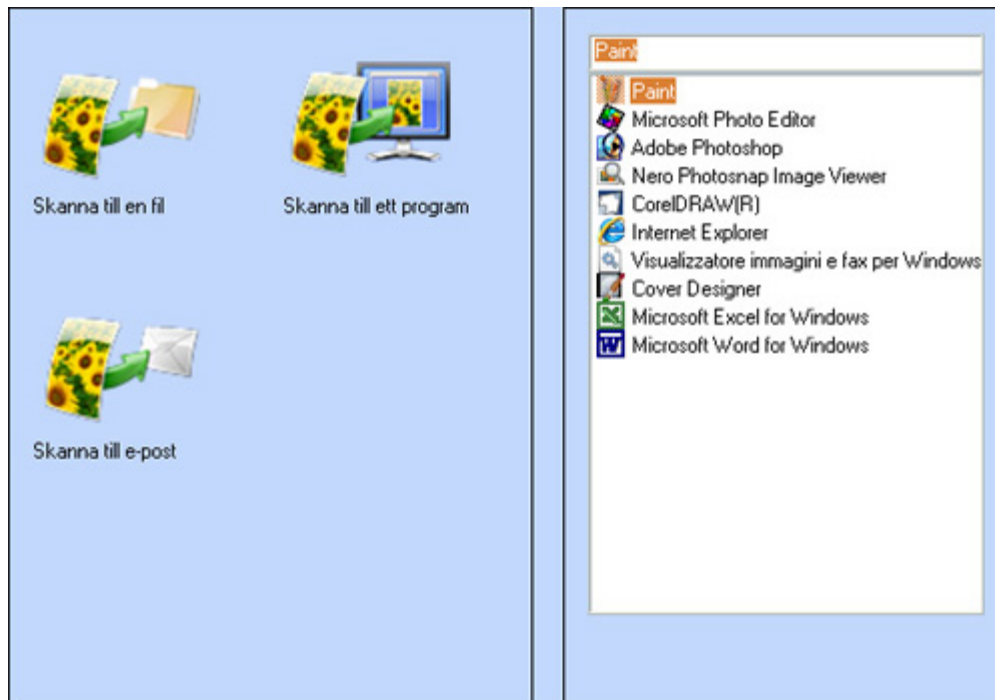 Skanna till en fil
Skanna till ett program
Skanna till e-post
Paint
Paint
Microsoft Photo Editor
Adobe Photoshop
Nero Photosnap Image Viewer
CorelDRAW(R)
Internet Explorer
Visualizzatore immagini e fax per Windows
Cover Designer
Microsoft Excel for Windows
Microsoft Word for Windows